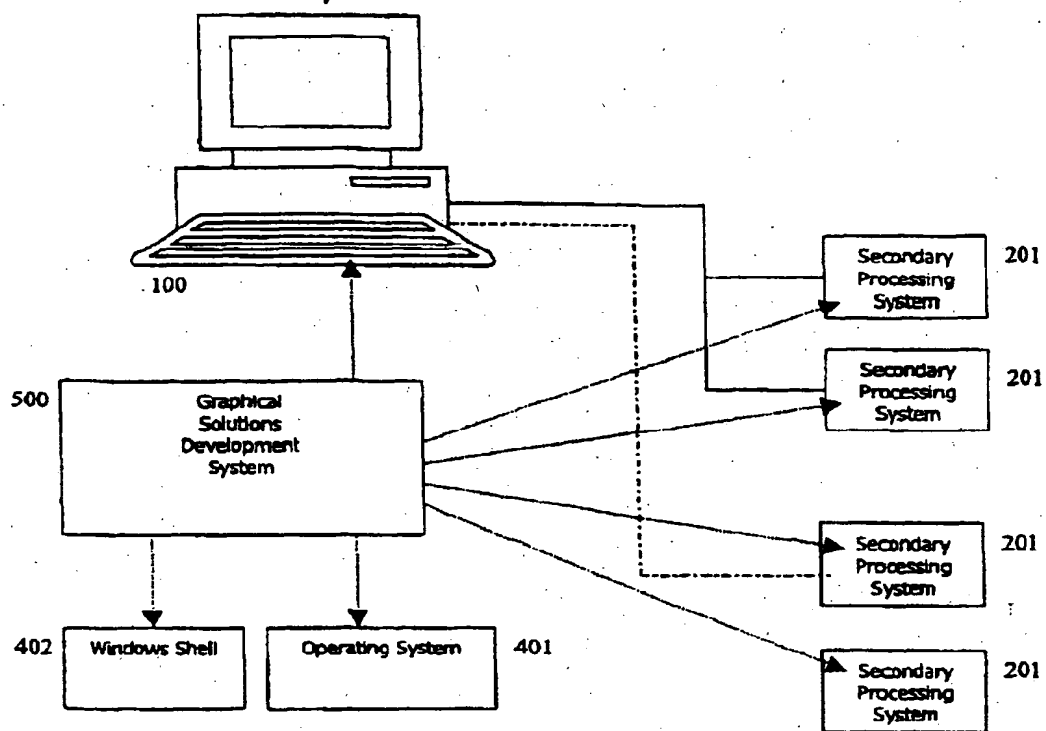 100
Secondary
Processing
System
201
Secondary
Processing
System
201
500
Graphical
Solutions
Development
System
Secondary
Processing
System
201
402
Windows Shell
Operating System
401
Secondary
Processing
System
201